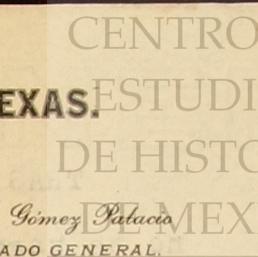 CENTRO
ESTUDI
EXAS.
DE HISTO
Gómez Palacio
DE MEX
ADO GENERAL.